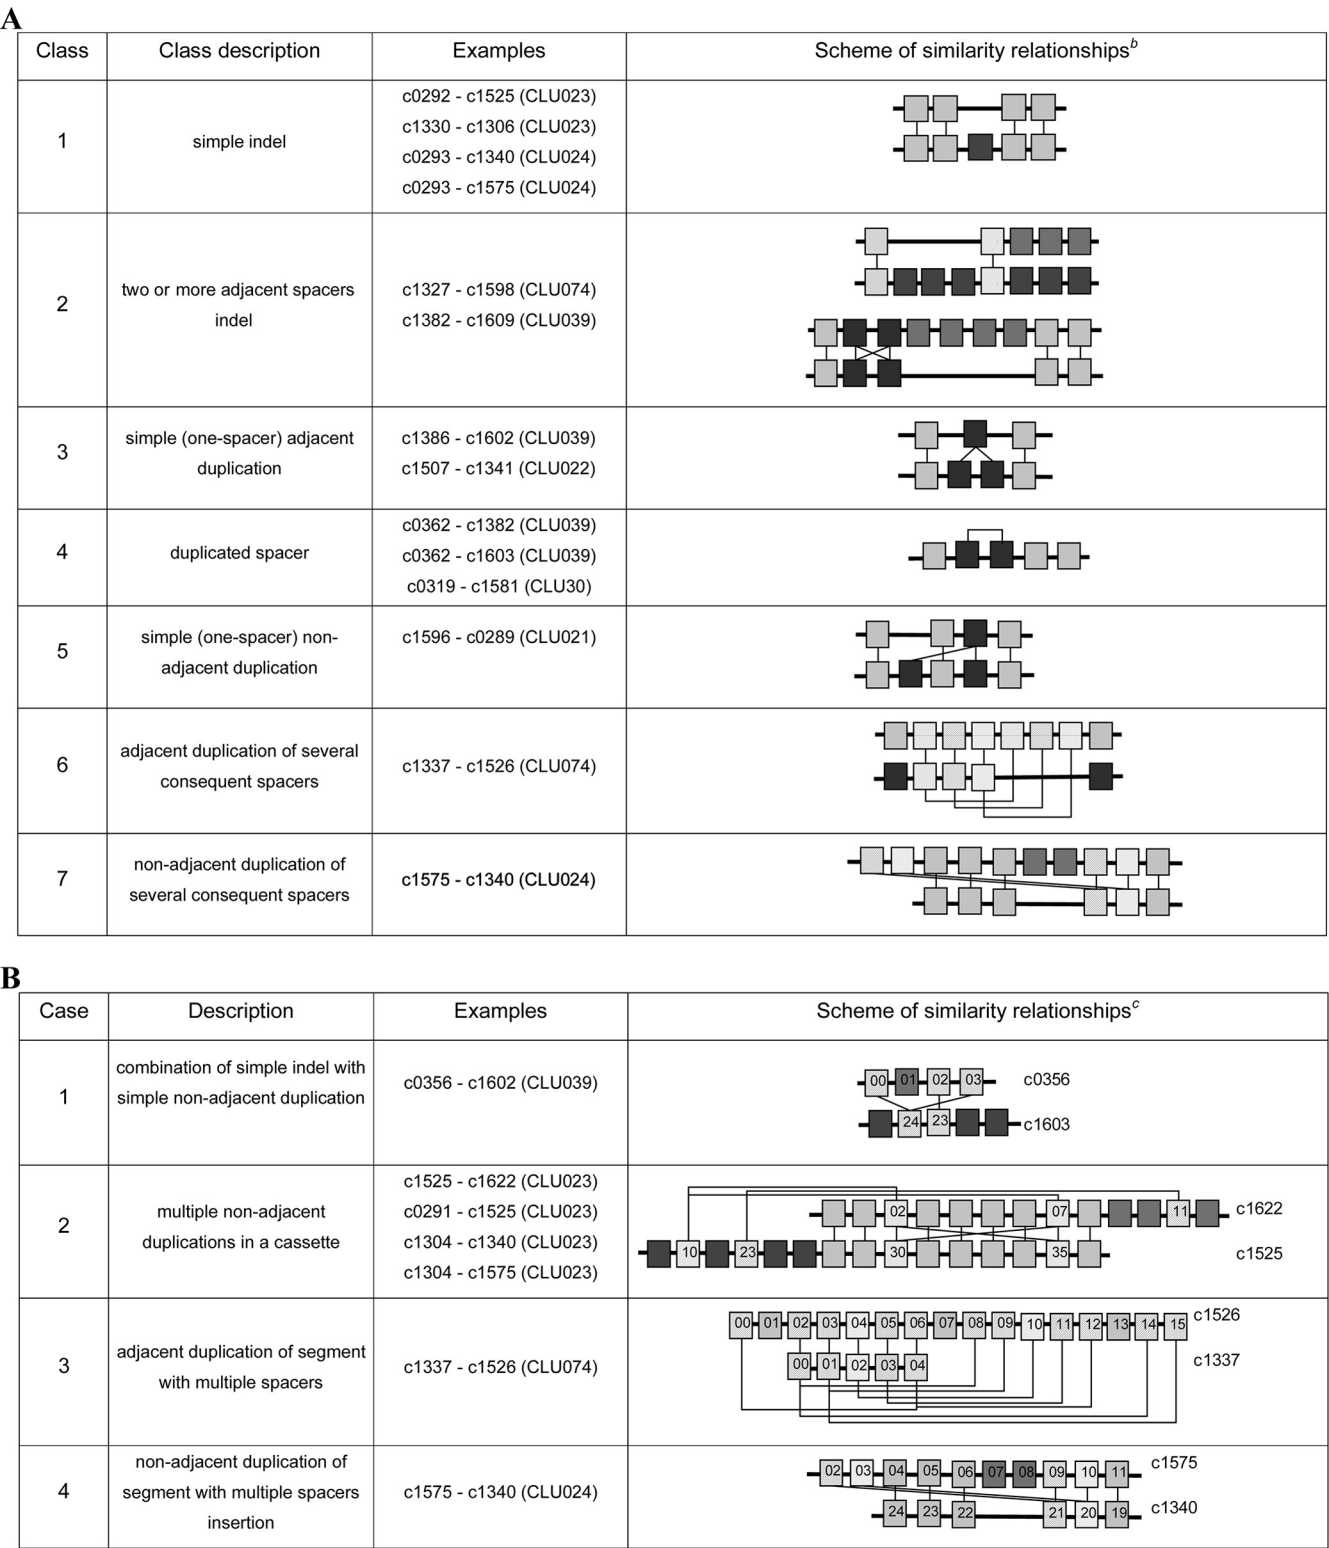 A
Class Class description Examples Scheme of similarity relationships^b
1 simple indel
c0292 - c1525 (CLU023)
c1330 - c1306 (CLU023)
c0293 - c1340 (CLU024)
c0293 - c1575 (CLU024)
2 two or more adjacent spacers
indel
c1327 - c1598 (CLU074)
c1382 - c1609 (CLU039)
3 simple (one-spacer) adjacent
duplication
c1386 - c1602 (CLU039)
c1507 - c1341 (CLU022)
4 duplicated spacer
c0362 - c1382 (CLU039)
c0362 - c1603 (CLU039)
c0319 - c1581 (CLU30)
5 simple (one-spacer) non-
adjacent duplication
c1596 - c0289 (CLU021)
6 adjacent duplication of several
consequent spacers
c1337 - c1526 (CLU074)
7 non-adjacent duplication of
several consequent spacers
c1575 - c1340 (CLU024)
B
Case Description Examples Scheme of similarity relationships^c
1 combination of simple indel with
simple non-adjacent duplication
c0356 - c1602 (CLU039)
00 01 02 03 c0356
24 23 c1603
2 multiple non-adjacent
duplications in a cassette
c1525 - c1622 (CLU023)
c0291 - c1525 (CLU023)
c1304 - c1340 (CLU023)
c1304 - c1575 (CLU023)
02 07 11 c1622
10 23 30 35 c1525
3 adjacent duplication of segment
with multiple spacers
c1337 - c1526 (CLU074)
00 01 02 03 04 05 06 07 08 09 10 11 12 13 14 15 c1526
00 01 02 03 04 c1337
4 non-adjacent duplication of
segment with multiple spacers
insertion
c1575 - c1340 (CLU024)
02 03 04 05 06 07 08 09 10 11 c1575
24 23 22 21 20 19 c1340